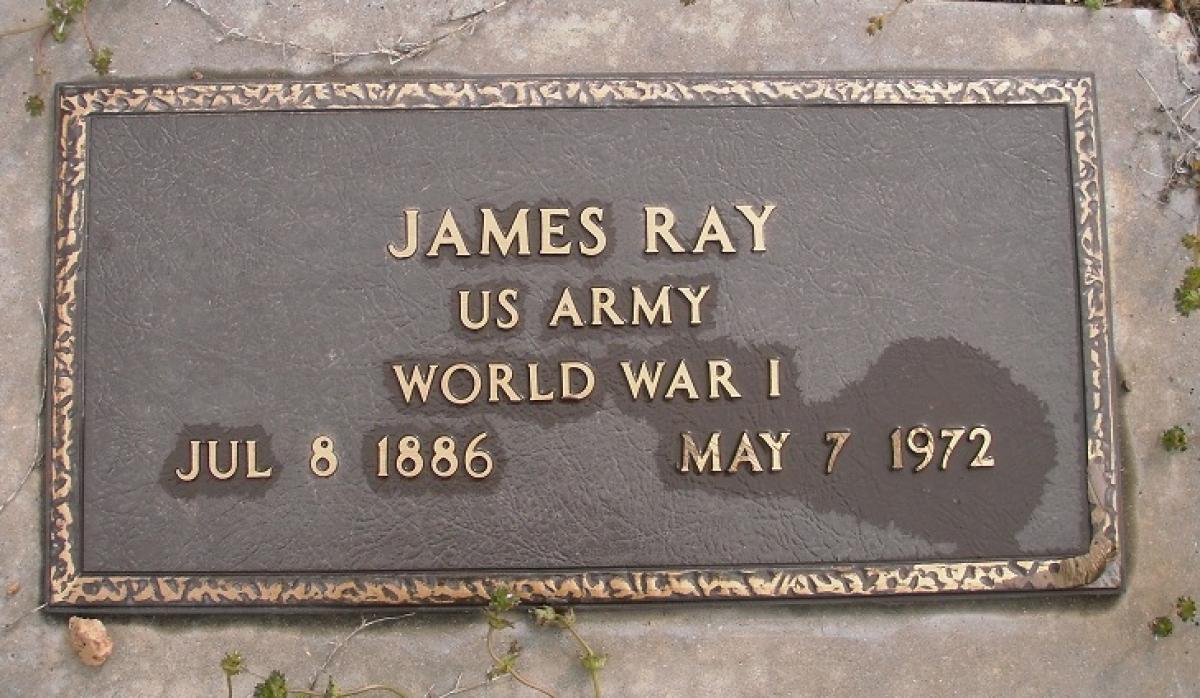 JAMES RAY
US ARMY
WORLD WAR I
JUL 8 1886 MAY 7 1972